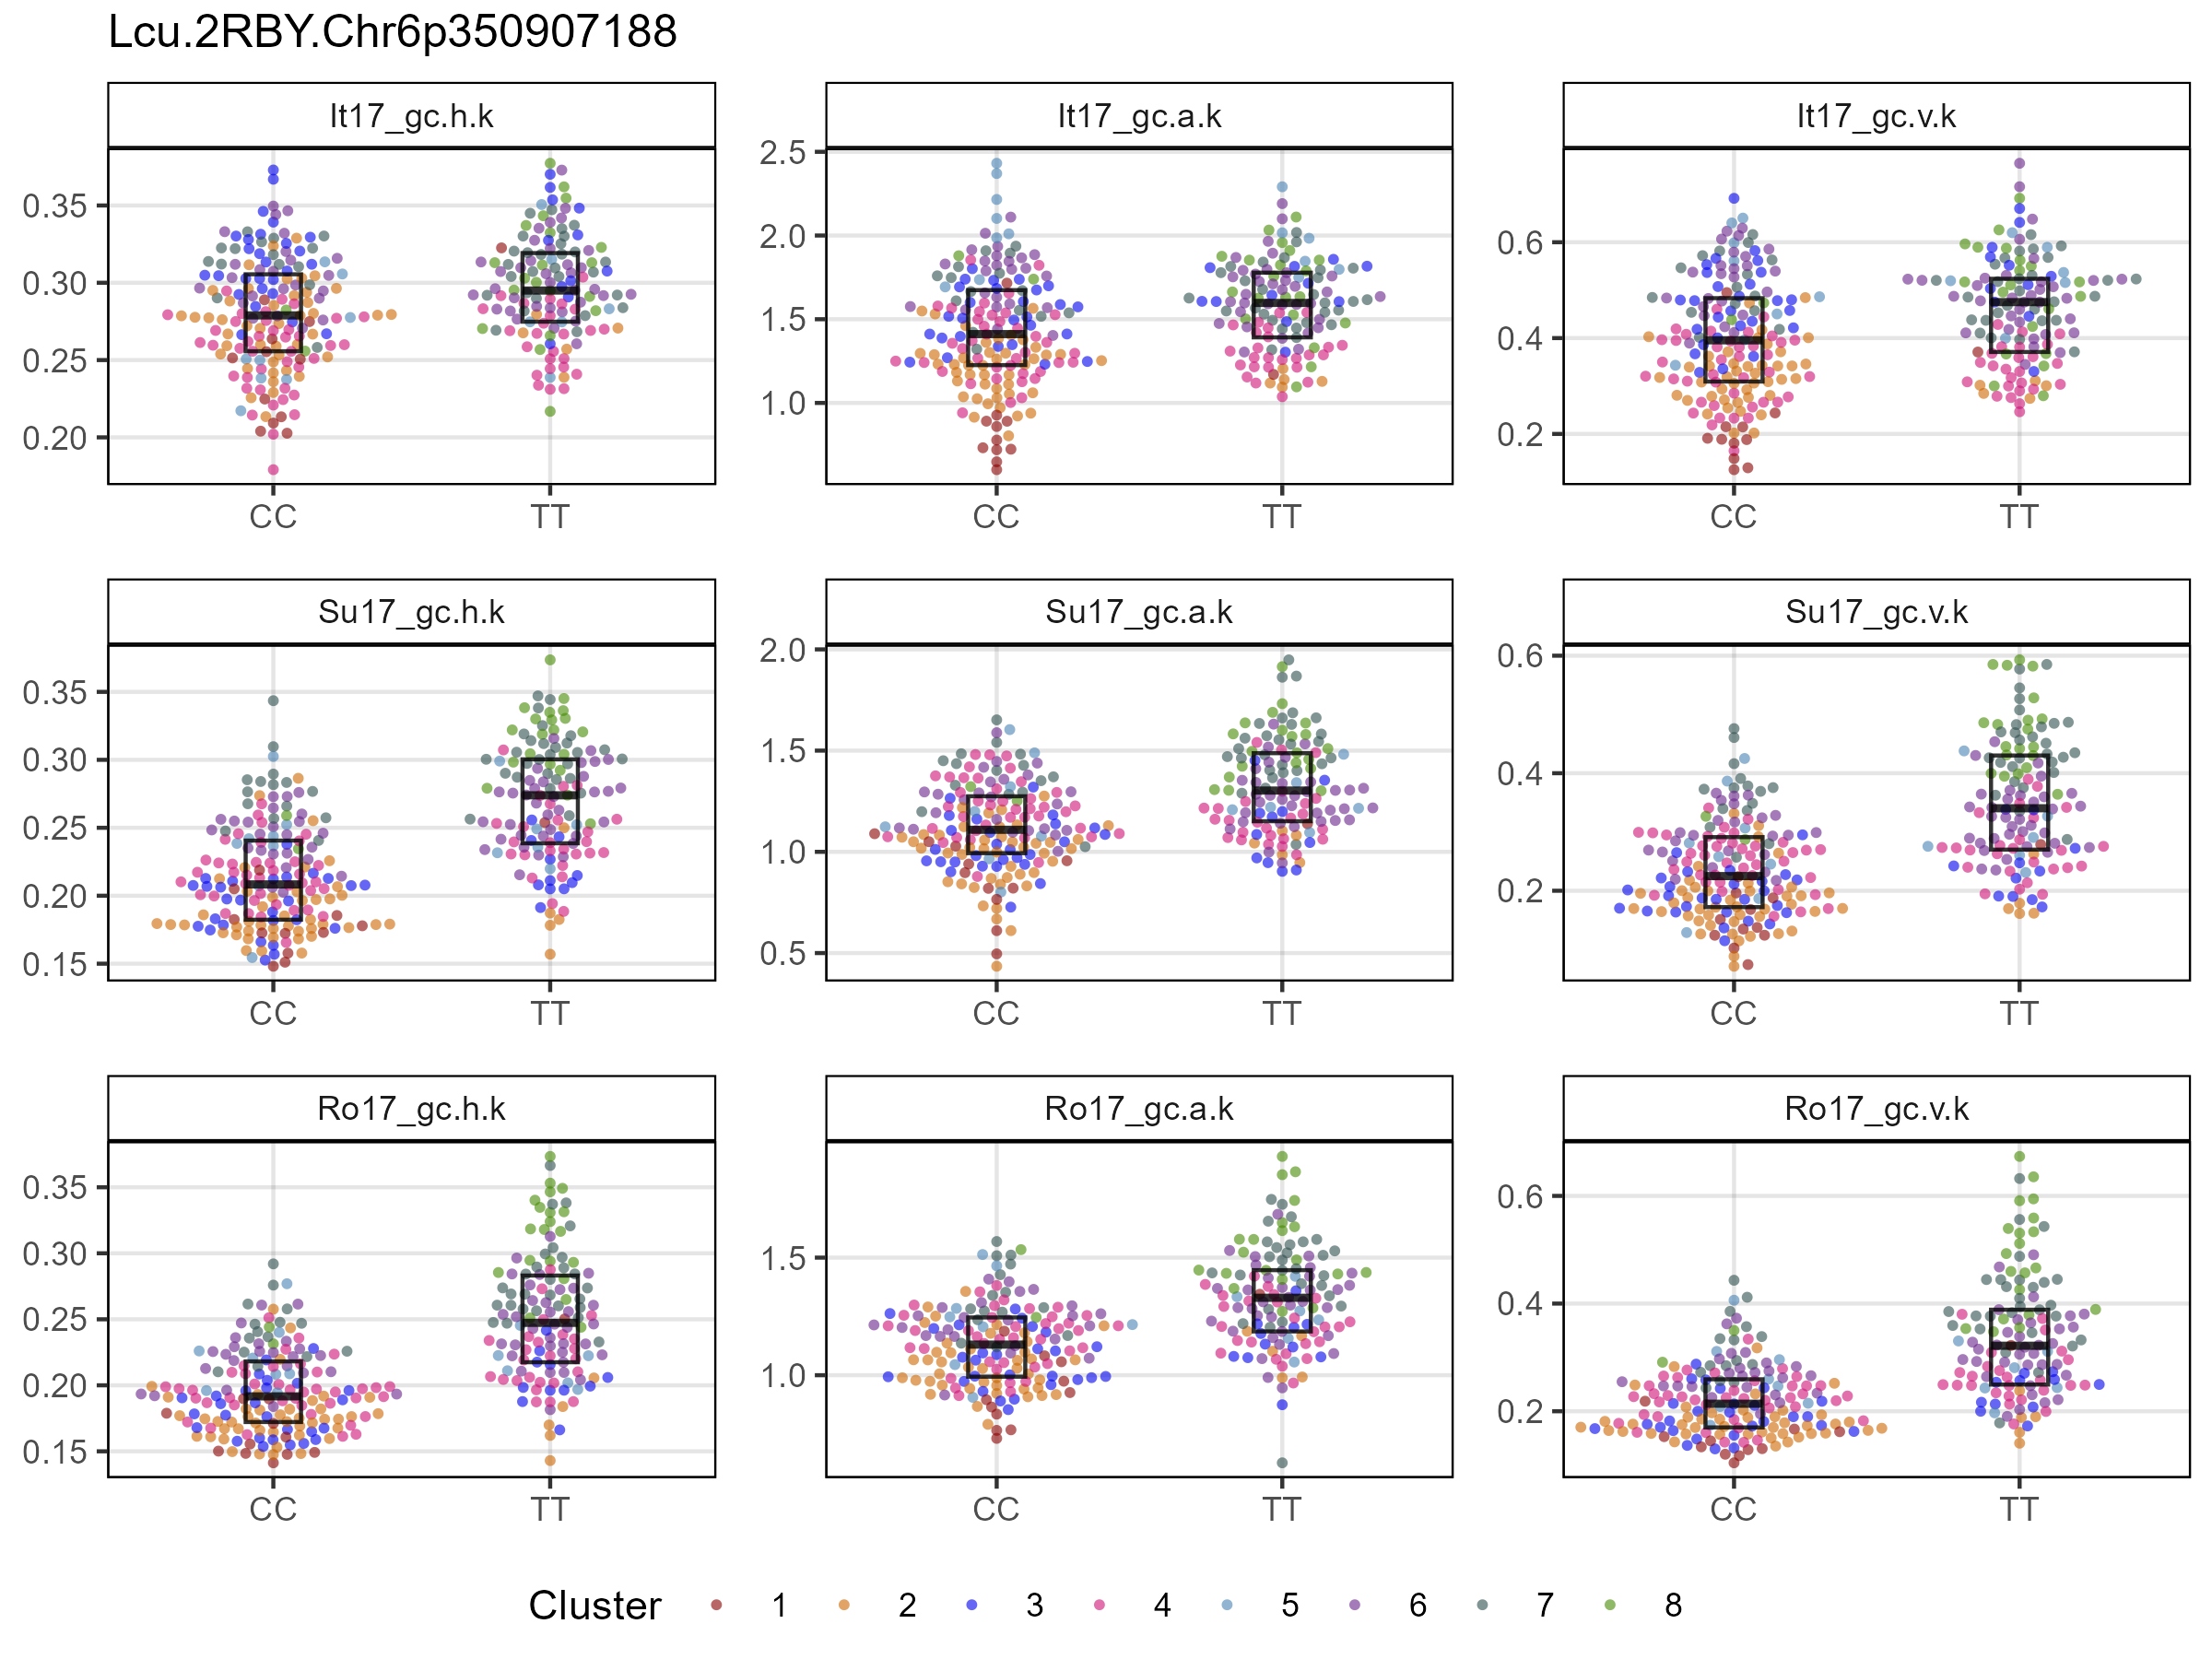 Lcu.2RBY.Chr6p350907188
It17_gc.h.k
It17_gc.a.k
It17_gc.v.k
0.35
0.30
0.25
0.20
2.5
2.0
1.5
1.0
0.6
0.4
0.2
CC
TT
CC
TT
CC
TT
Su17_gc.h.k
Su17_gc.a.k
Su17_gc.v.k
0.35
0.30
0.25
0.20
0.15
2.0
1.5
1.0
0.5
0.6
0.4
0.2
CC
TT
CC
TT
CC
TT
Ro17_gc.h.k
Ro17_gc.a.k
Ro17_gc.v.k
0.35
0.30
0.25
0.20
0.15
1.5
1.0
0.6
0.4
0.2
CC
TT
CC
TT
CC
TT
Cluster 1 2 3 4 5 6 7 8